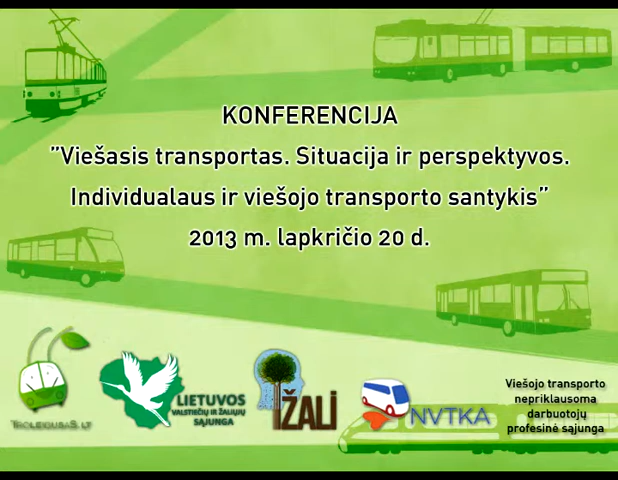 KONFERENCIJA
”Viešasis transportas. Situacija ir perspektyvos.
Individualaus ir viešojo transporto santykis”
2013 m. lapkričio 20 d.
TROLEIBUSAS.LT
LIETUVOS
VALSTIEČIŲ IR ŽALIŲJŲ
SĄJUNGA
IŽALI
NVTKA
Viešojo transporto
nepriklausoma
darbuotojų
profesinė sąjunga